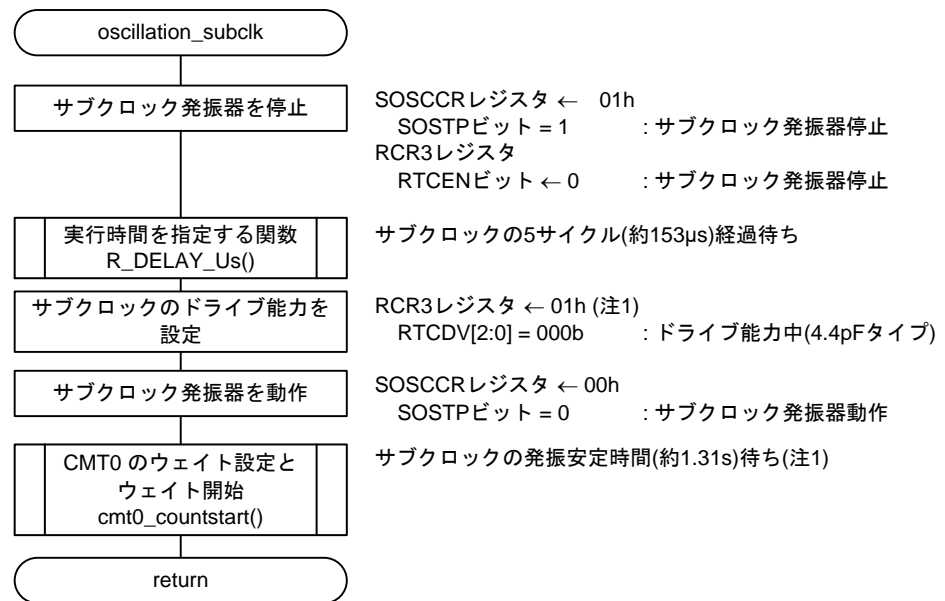 oscillation_subclk
サブクロック発振器を停止
SOSCCRレジスタ ← 01h
SOSTPビット = 1 : サブクロック発振器停止
RCR3レジスタ
RTCENビット ← 0 : サブクロック発振器停止
実行時間を指定する関数
R_DELAY_Us()
サブクロックの5サイクル(約153μs)経過待ち
サブクロックのドライブ能力を
設定
RCR3レジスタ ← 01h (注1)
RTCDV[2:0] = 000b : ドライブ能力中(4.4pFタイプ)
サブクロック発振器を動作
SOSCCRレジスタ ← 00h
SOSTPビット = 0 : サブクロック発振器動作
CMT0 のウェイト設定と
ウェイト開始
cmt0_countstart()
サブクロックの発振安定時間(約1.31s)待ち(注1)
return